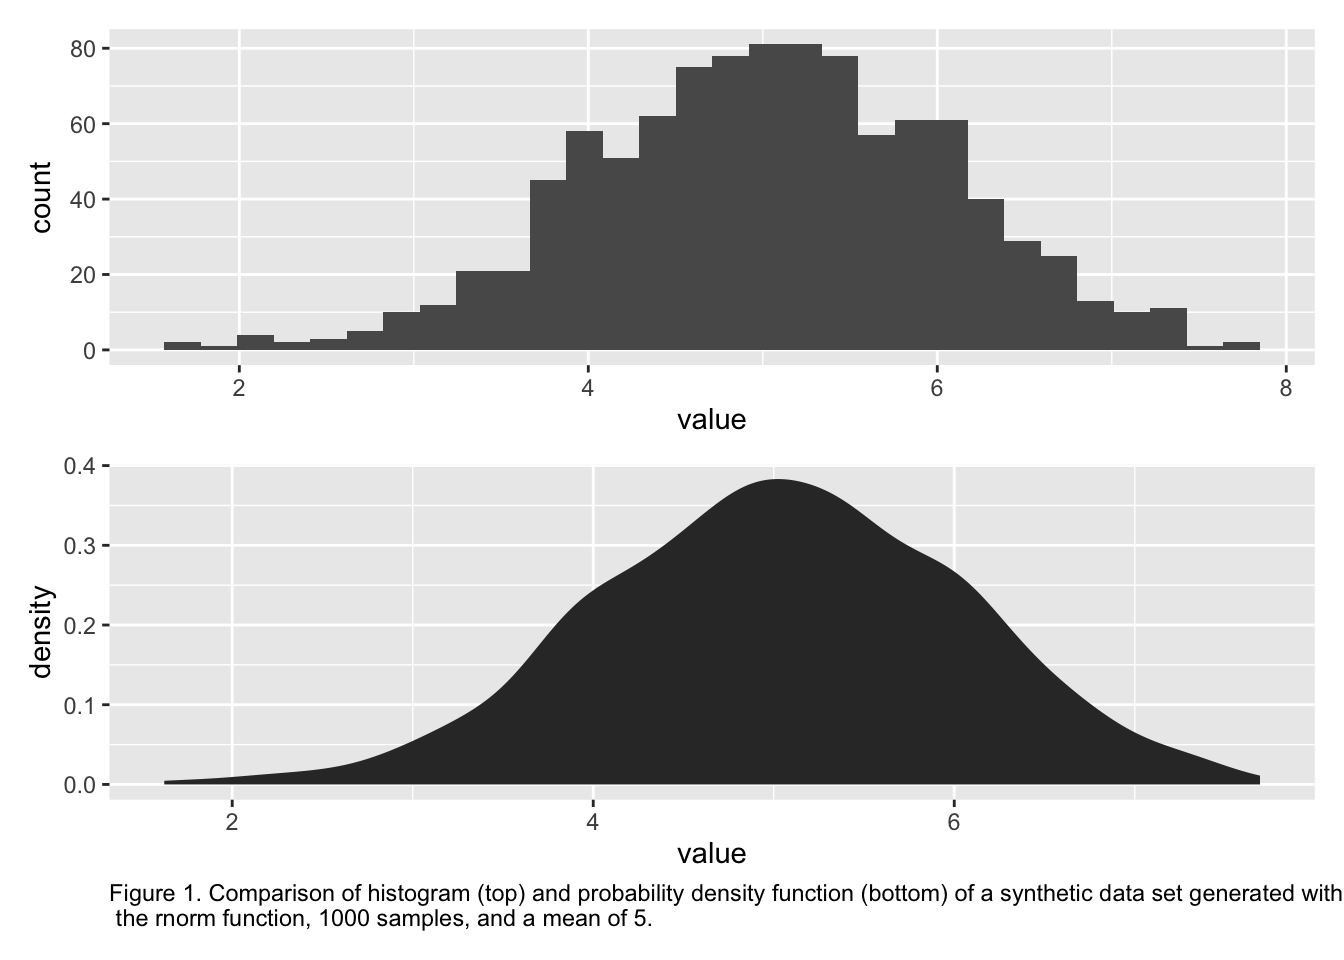 80
60
40
20
0
count
2
4
6
8
value
0.4
0.3
0.2
0.1
0.0
density
2
4
6
value
Figure 1. Comparison of histogram (top) and probability density function (bottom) of a synthetic data set generated with
the rnorm function, 1000 samples, and a mean of 5.